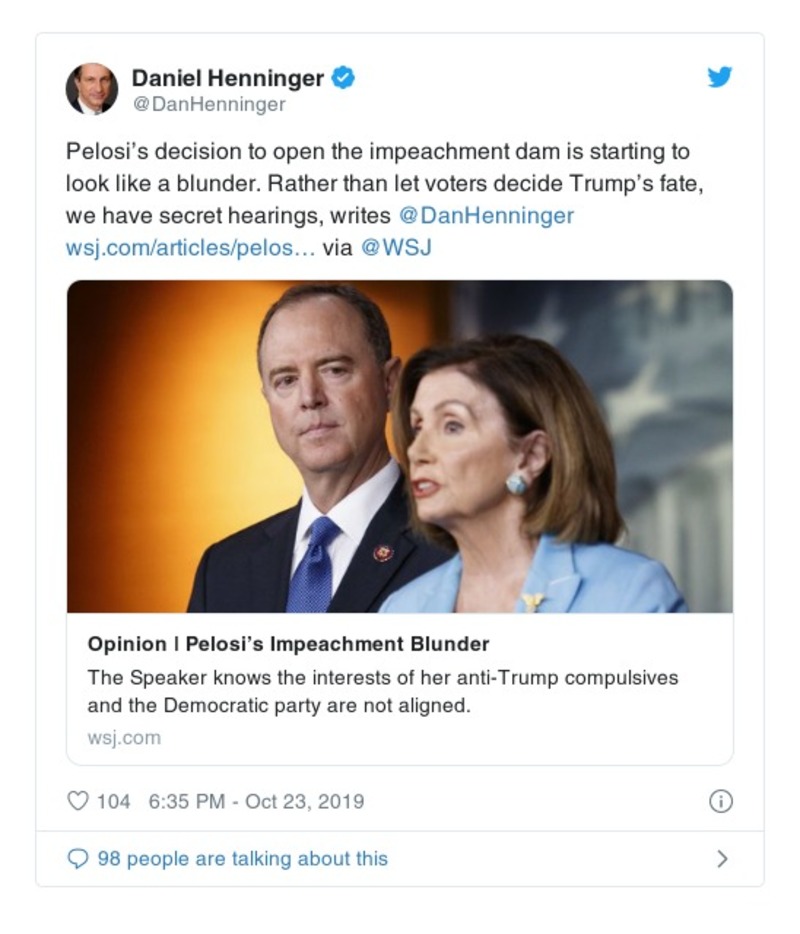 Daniel Henninger
@DanHenninger
Pelosi’s decision to open the impeachment dam is starting to
look like a blunder. Rather than let voters decide Trump’s fate,
we have secret hearings, writes @DanHenninger
wsj.com/articles/pelos… via @WSJ
Opinion | Pelosi’s Impeachment Blunder
The Speaker knows the interests of her anti-Trump compulsives
and the Democratic party are not aligned.
wsj.com
104 6:35 PM - Oct 23, 2019
98 people are talking about this